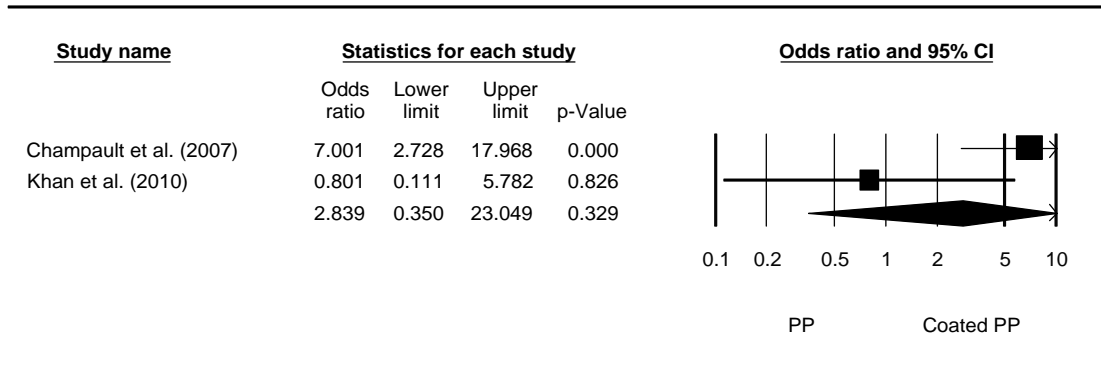 Study name Statistics for each study Odds ratio and 95% CI
Odds Lower Upper
ratio limit limit p-Value
Champault et al. (2007) 7.001 2.728 17.968 0.000
Khan et al. (2010) 0.801 0.111 5.782 0.826
2.839 0.350 23.049 0.329
0.1 0.2 0.5 1 2 5 10
PP Coated PP